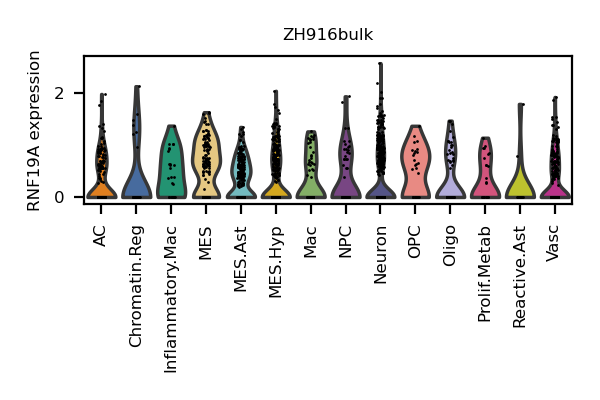 ZH916bulk
RNF19A expression
2
0
AC
Chromatin.Reg
Inflammatory.Mac
MES
MES.Ast
MES.Hyp
Mac
NPC
Neuron
OPC
Oligo
Prolif.Metab
Reactive.Ast
Vasc